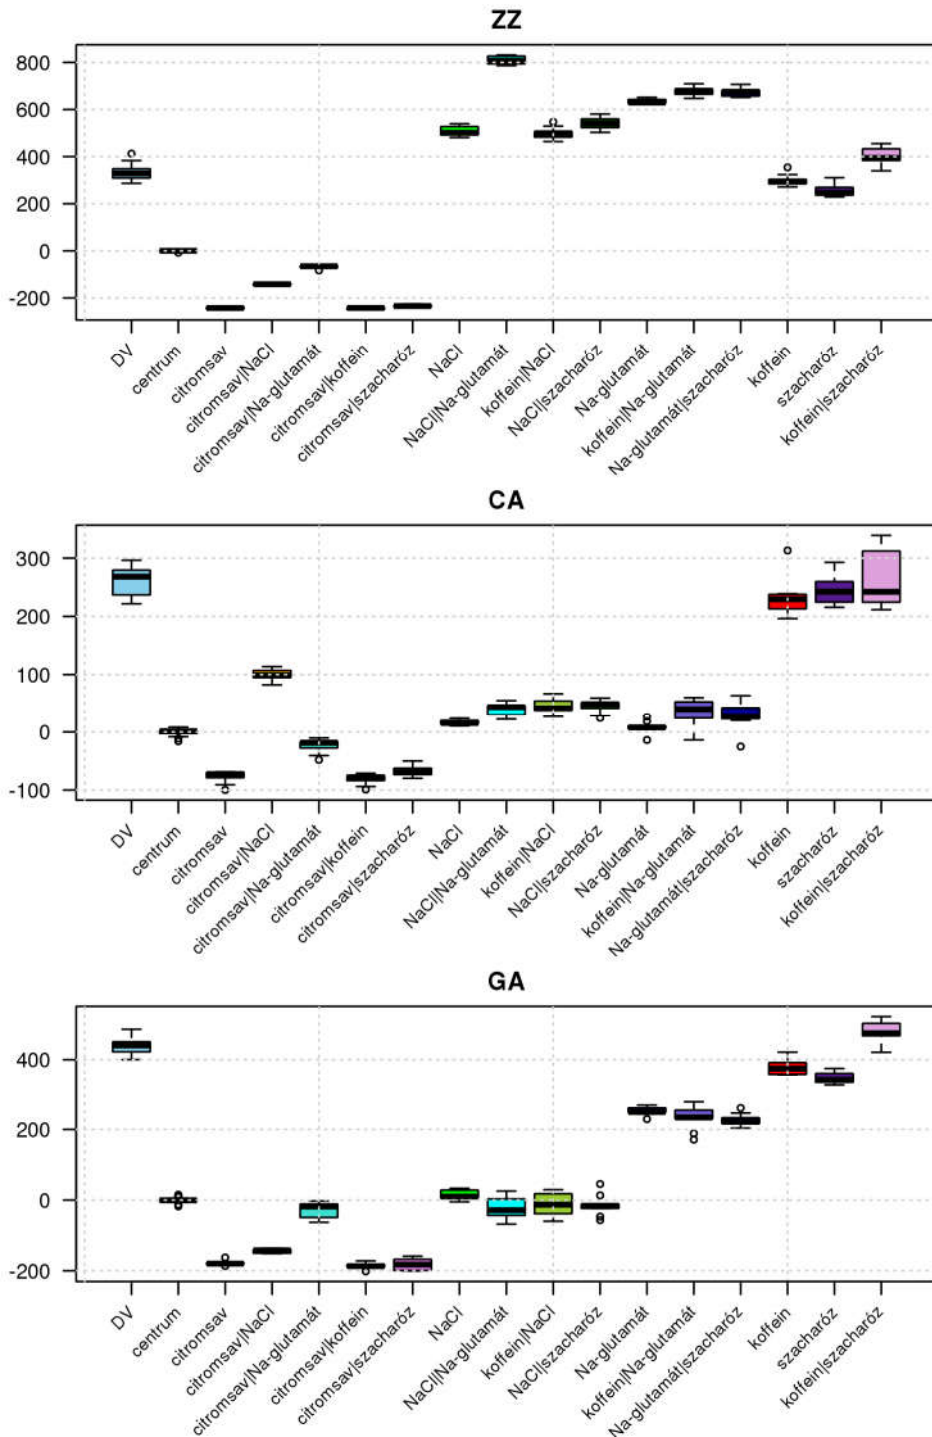 ZZ
800
600
400
200
0
-200
DV
centrum
citromsav
citromsav|NaCl
citromsav|Na-glutamát
citromsav|koffein
citromsav|szacharóz
NaCl
NaCl|Na-glutamát
koffein|NaCl
NaCl|szacharóz
Na-glutamát
koffein|Na-glutamát
Na-glutamát|szacharóz
koffein
szacharóz
koffein|szacharóz
CA
300
200
100
0
-100
DV
centrum
citromsav
citromsav|NaCl
citromsav|Na-glutamát
citromsav|koffein
citromsav|szacharóz
NaCl
NaCl|Na-glutamát
koffein|NaCl
NaCl|szacharóz
Na-glutamát
koffein|Na-glutamát
Na-glutamát|szacharóz
koffein
szacharóz
koffein|szacharóz
GA
400
200
0
-200
DV
centrum
citromsav
citromsav|NaCl
citromsav|Na-glutamát
citromsav|koffein
citromsav|szacharóz
NaCl
NaCl|Na-glutamát
koffein|NaCl
NaCl|szacharóz
Na-glutamát
koffein|Na-glutamát
Na-glutamát|szacharóz
koffein
szacharóz
koffein|szacharóz